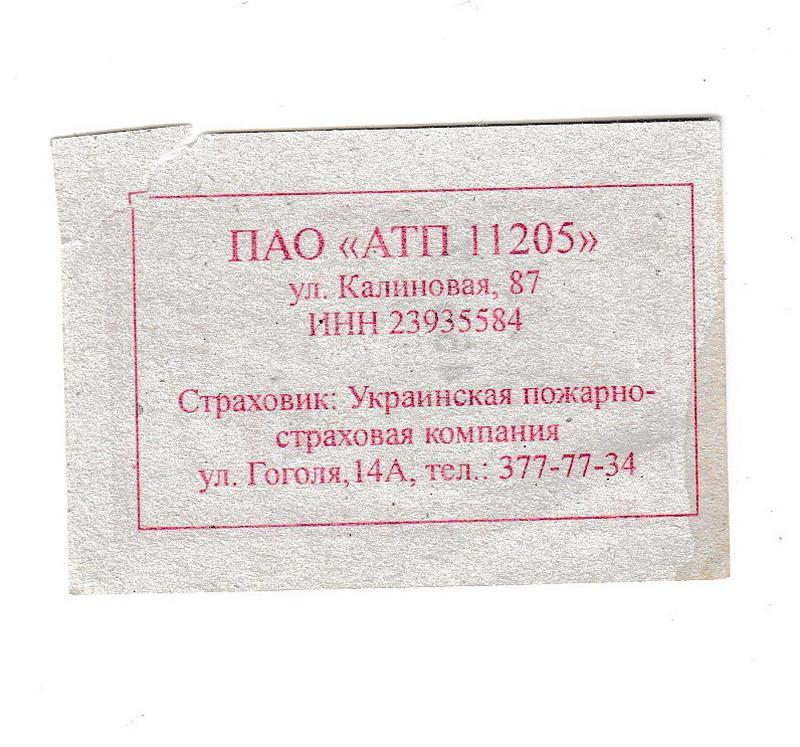 ПАО «АТП 11205»
ул. Калиновая, 87
ИНН 23935584
Страховик: Украинская пожарно-
страховая компания
ул. Гоголя,14А, тел.: 377-77-34